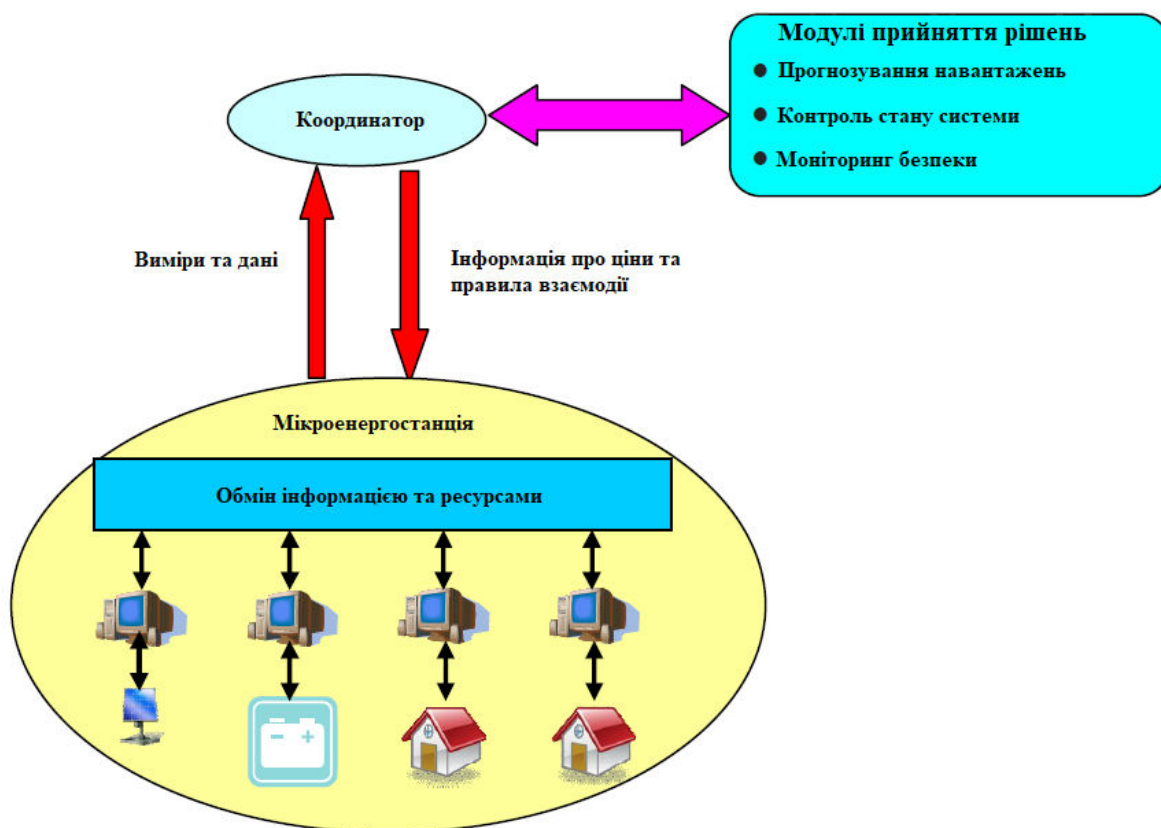 Модулі прийняття рішень
Прогнозування навантажень
Контроль стану системи
Моніторинг безпеки
Координатор
Виміри та дані
Інформація про ціни та
правила взаємодії
Мікроенергостанція
Обмін інформацією та ресурсами